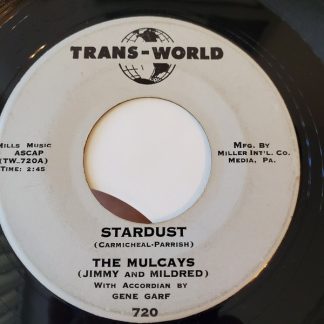 TRANS-WORLD
MILLS MUSIC
ASCAP
(TW.720A)
TIME: 2:45
MFG. BY
MILLER INT'L. CO.
MEDIA, PA.
STARDUST
(CARMICHEAL-PARRISH)
THE MULCAYS
(JIMMY AND MILDRED)
WITH ACCORDIAN BY
GENE GARF
720